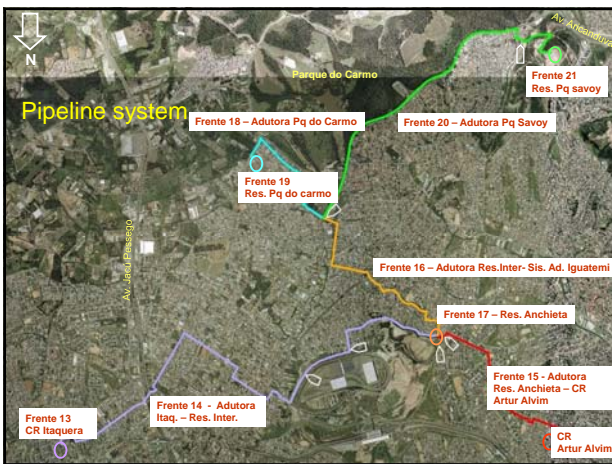 Av. Aricanduva
N
Parque do Carmo
Frente 21
Res. Pq savoy
Pipeline system
Frente 18 – Adutora Pq do Carmo
Frente 20 – Adutora Pq Savoy
Frente 19
Res. Pq do carmo
Av. Jacú Pessego
Frente 16 – Adutora Res.Inter- Sis. Ad. Iguatemi
Frente 17 – Res. Anchieta
Frente 15 - Adutora
Res. Anchieta – CR
Artur Alvim
Frente 14 - Adutora
Itaq. – Res. Inter.
Frente 13
CR Itaquera
CR
Artur Alvim